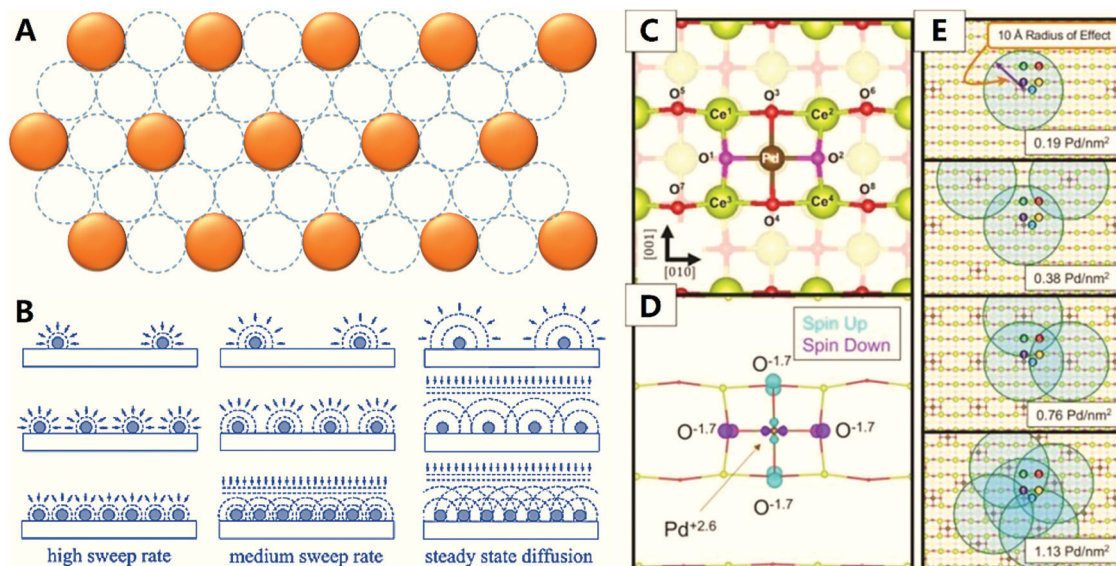 A
B
high sweep rate
medium sweep rate
steady state diffusion
C
O⁵
O³
O⁶
Ce¹
Ce²
O¹
Pd
O²
Ce³
Ce⁴
O⁷
O⁴
O⁸
[001]
[010]
D
Spin Up
Spin Down
O⁻¹·⁷
O⁻¹·⁷
O⁻¹·⁷
O⁻¹·⁷
Pd⁺²·⁶
E
10 Å Radius of Effect
0.19 Pd/nm²
0.38 Pd/nm²
0.76 Pd/nm²
1.13 Pd/nm²